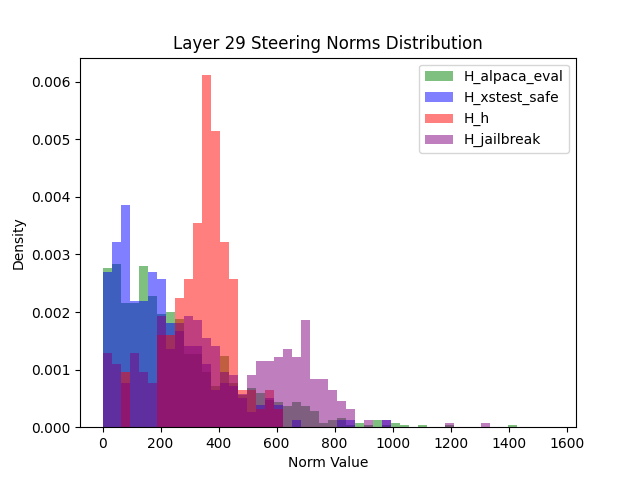 Layer 29 Steering Norms Distribution
H_alpaca_eval
H_xstest_safe
H_h
H_jailbreak
0.006
0.005
0.004
0.003
0.002
0.001
0.000
Density
0 200 400 600 800 1000 1200 1400 1600
Norm Value